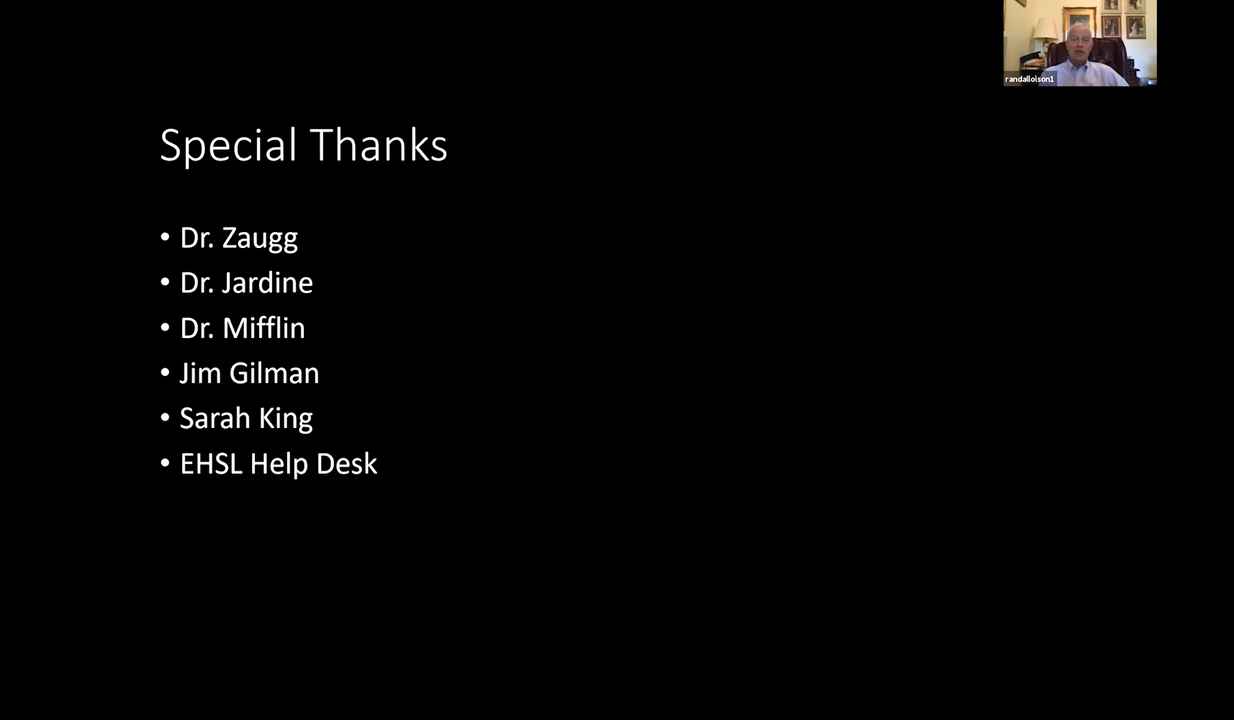 randallolson1
Special Thanks
• Dr. Zaugg
• Dr. Jardine
• Dr. Mifflin
• Jim Gilman
• Sarah King
• EHSL Help Desk